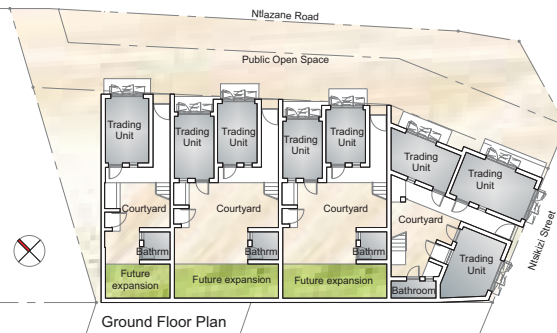 Ntlazane Road
Public Open Space
Trading
Unit
Trading
Unit
Trading
Unit
Trading
Unit
Trading
Unit
Trading
Unit
Trading
Unit
Trading
Unit
Courtyard
Courtyard
Courtyard
Courtyard
Bathrm
Bathrm
Bathrm
Bathroom
Future
expansion
Future expansion
Future expansion
Ntsikizi Street
Ground Floor Plan